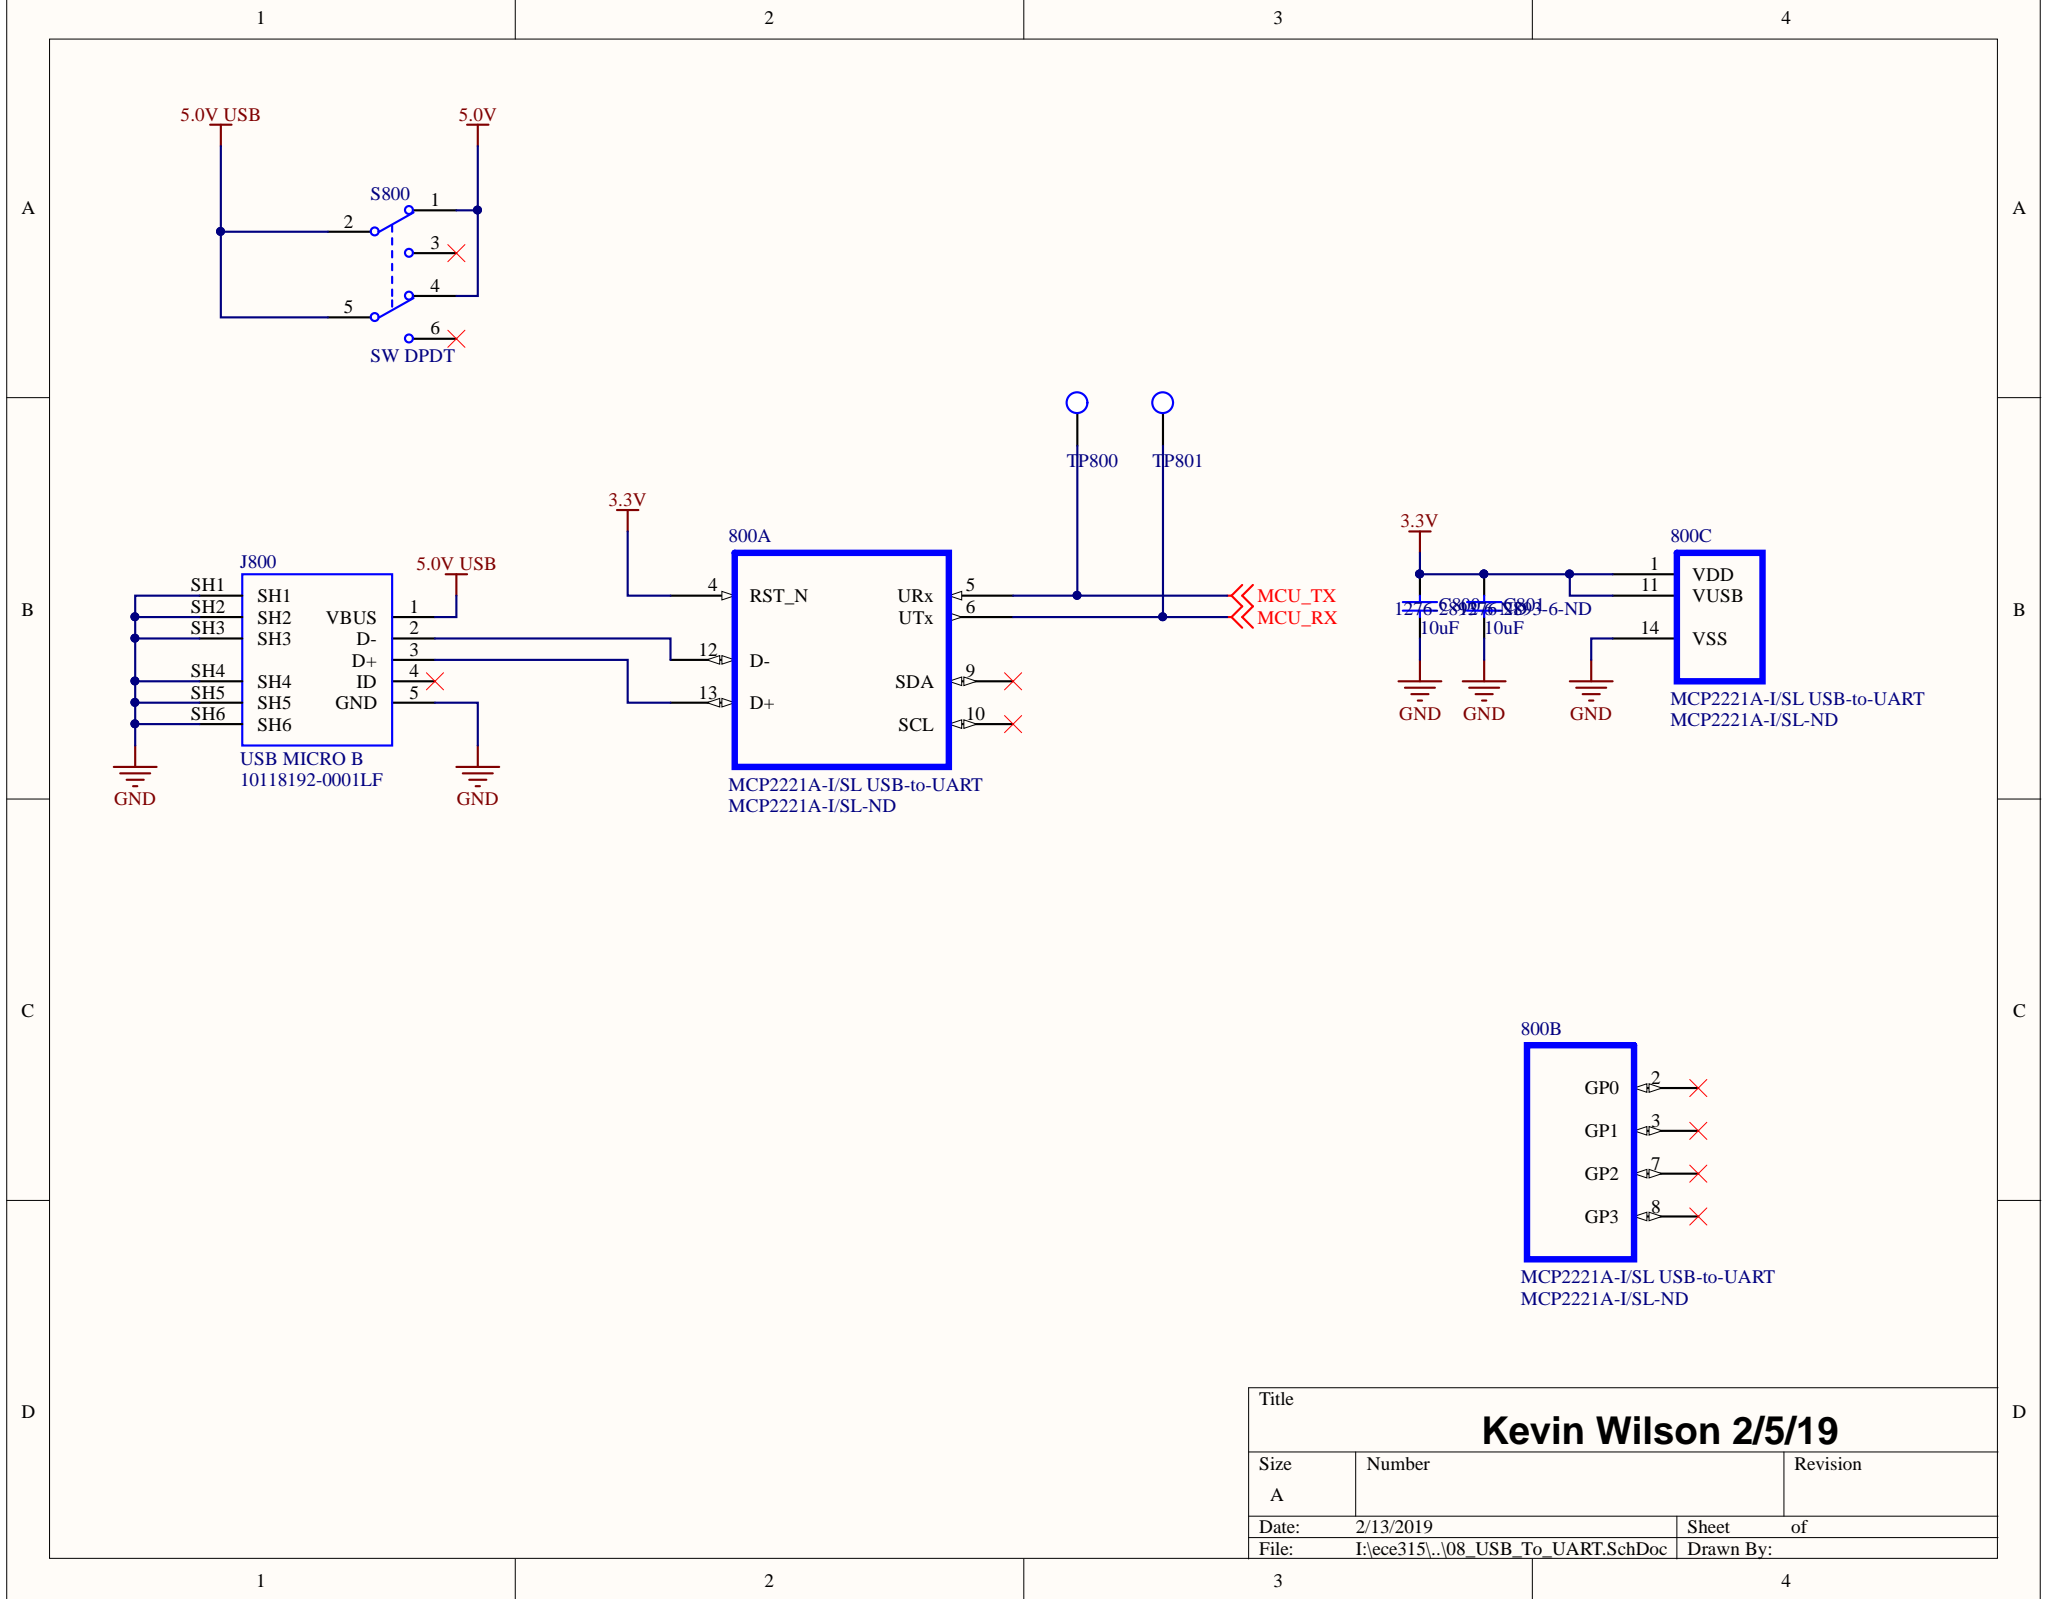 1 2 3 4
A A
B B
C C
D D
5.0V USB
5.0V
S800
1
2
3
4
5
6
SW DPDT
TP800 TP801
J800
SH1 SH1
SH2 SH2
SH3 SH3
SH4 SH4
SH5 SH5
SH6 SH6
GND
5.0V USB
VBUS 1
D- 2
D+ 3
ID 4
GND 5
GND
USB MICRO B
10118192-0001LF
3.3V
800A
4 RST_N
12 D-
13 D+
URx 5
UTx 6
SDA 9
SCL 10
MCP2221A-I/SL USB-to-UART
MCP2221A-I/SL-ND
MCU_TX
MCU_RX
3.3V
10uF 10uF
GND GND GND
800C
1 VDD
11 VUSB
14 VSS
MCP2221A-I/SL USB-to-UART
MCP2221A-I/SL-ND
800B
GP0 2
GP1 3
GP2 7
GP3 8
MCP2221A-I/SL USB-to-UART
MCP2221A-I/SL-ND
Title
Kevin Wilson 2/5/19
Size Number Revision
A
Date: 2/13/2019 Sheet of
File: I:\ece315\..\08_USB_To_UART.SchDoc Drawn By:
1 2 3 4